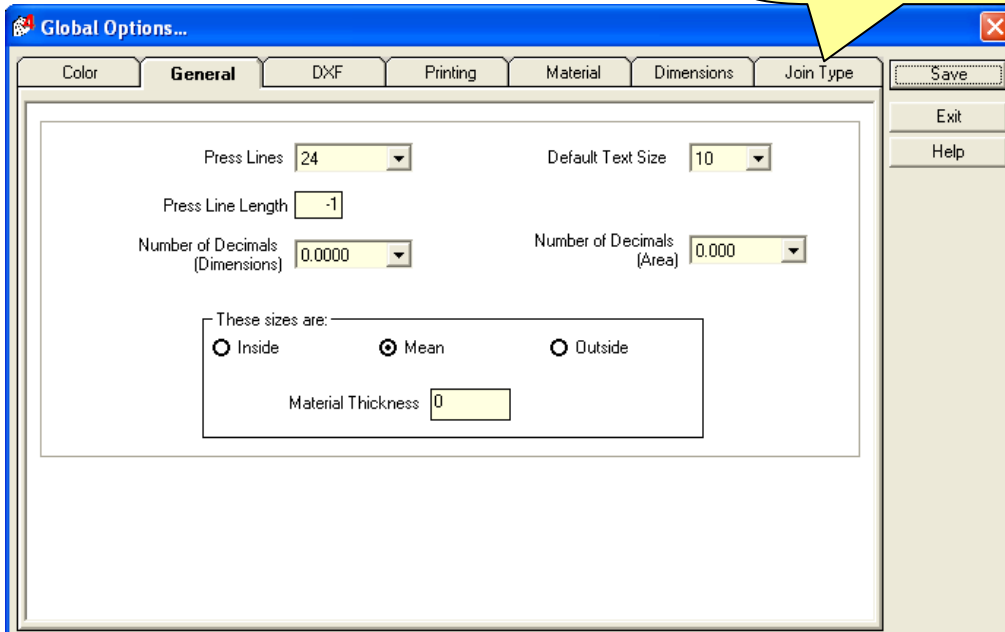 Global Options...
Color General DXF Printing Material Dimensions Join Type
Save
Exit
Help
Press Lines 24 Default Text Size 10
Press Line Length -1
Number of Decimals (Dimensions) 0.0000 Number of Decimals (Area) 0.000
These sizes are:
Inside Mean Outside
Material Thickness 0